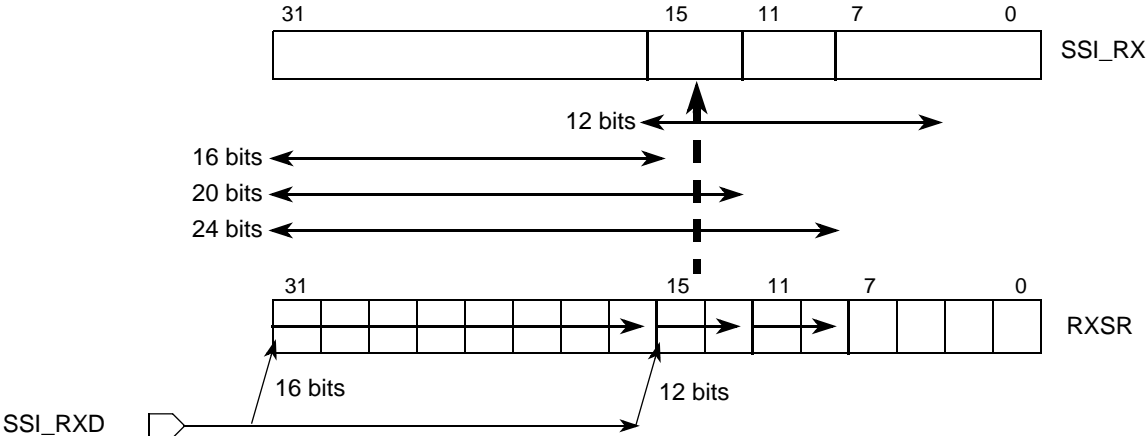 31 15 11 7 0
SSI_RX
12 bits
16 bits
20 bits
24 bits
31 15 11 7 0
RXSR
16 bits 12 bits
SSI_RXD